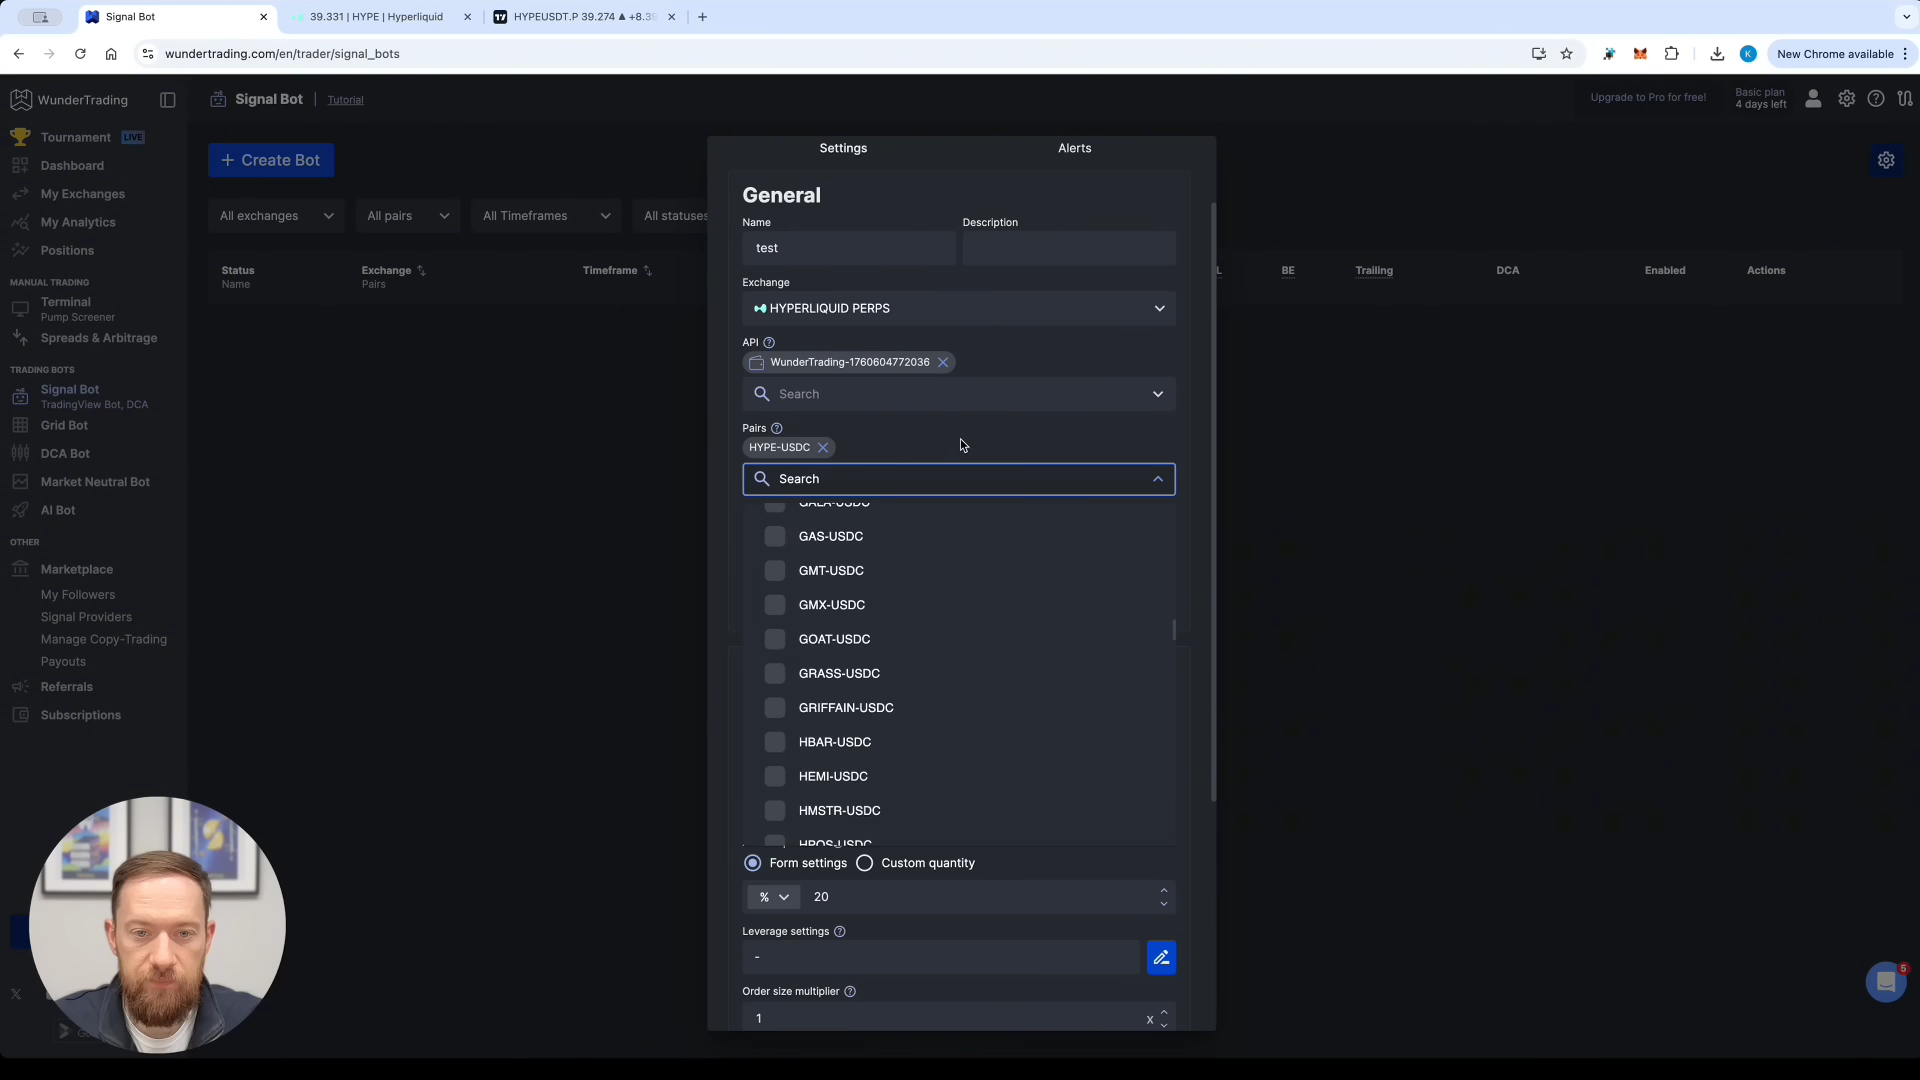 Signal Bot
39.331 | HYPE | Hyperliquid
HYPEUSDT.P 39.274 ▲ +8.39
wundertrading.com/en/trader/signal_bots
K
New Chrome available
WunderTrading
Signal Bot
Tutorial
Upgrade to Pro for free!
Basic plan
4 days left
Tournament LIVE
Dashboard
My Exchanges
My Analytics
Positions
MANUAL TRADING
Terminal
Pump Screener
Spreads & Arbitrage
TRADING BOTS
Signal Bot
TradingView Bot, DCA
Grid Bot
DCA Bot
Market Neutral Bot
AI Bot
OTHER
Marketplace
My Followers
Signal Providers
Manage Copy-Trading
Payouts
Referrals
Subscriptions
+ Create Bot
All exchanges
All pairs
All Timeframes
All statuses
Status
Name
Exchange
Pairs
Timeframe
L
BE
Trailing
DCA
Enabled
Actions
Settings
Alerts
General
Name
Description
test
Exchange
HYPERLIQUID PERPS
API
WunderTrading-1760604772036
Search
Pairs
HYPE-USDC
Search
GALA-USDC
GAS-USDC
GMT-USDC
GMX-USDC
GOAT-USDC
GRASS-USDC
GRIFFAIN-USDC
HBAR-USDC
HEMI-USDC
HMSTR-USDC
HPOS-USDC
Form settings
Custom quantity
% 20
Leverage settings
-
Order size multiplier
1 x
5